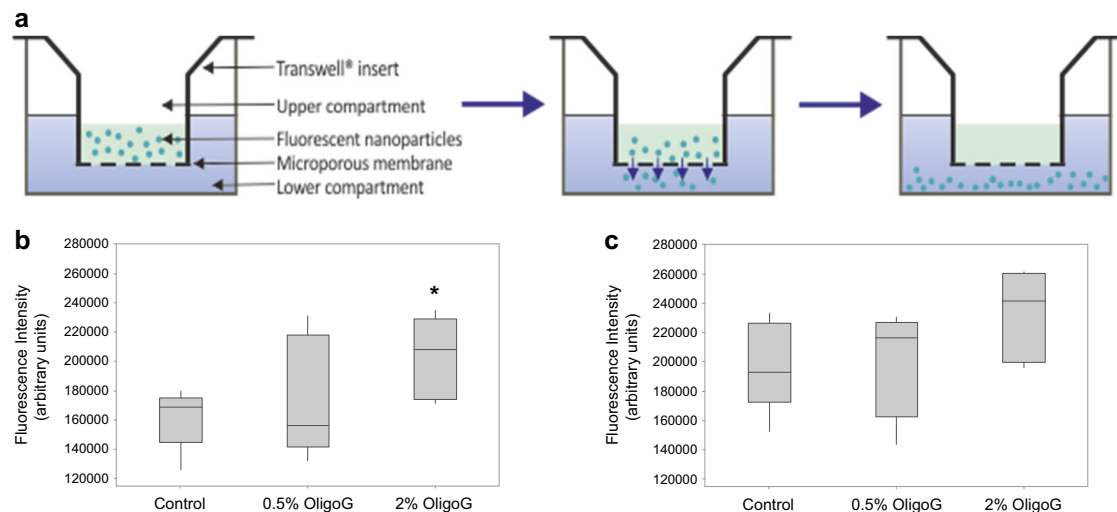 a
Transwell® insert
Upper compartment
Fluorescent nanoparticles
Microporous membrane
Lower compartment
b
280000
260000
240000
220000
200000
180000
160000
140000
120000
Fluorescence Intensity
(arbitrary units)
*
Control
0.5% OligoG
2% OligoG
c
280000
260000
240000
220000
200000
180000
160000
140000
120000
Fluorescence Intensity
(arbitrary units)
Control
0.5% OligoG
2% OligoG